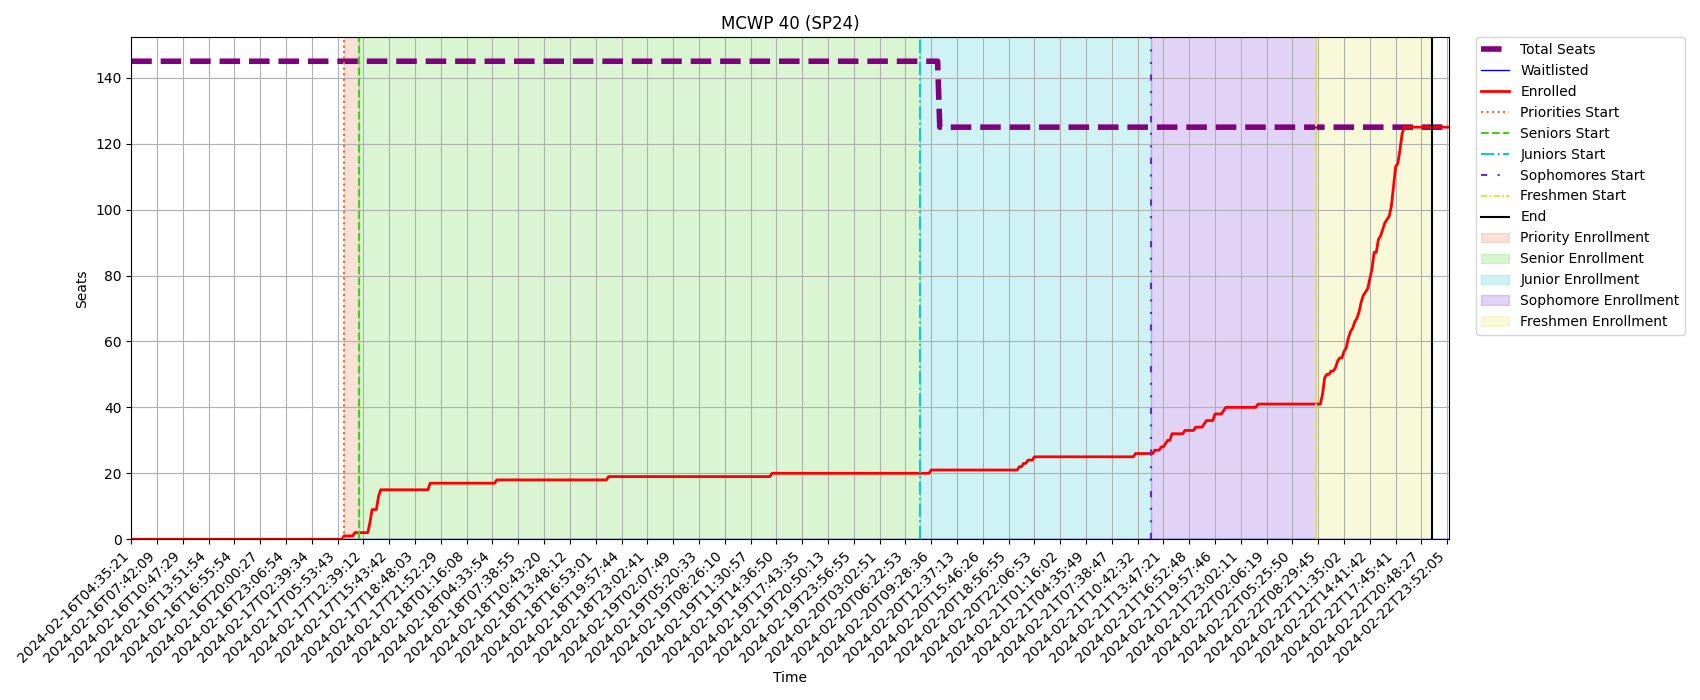 MCWP 40 (SP24)
Total Seats
Waitlisted
Enrolled
Priorities Start
Seniors Start
Juniors Start
Sophomores Start
Freshmen Start
End
Priority Enrollment
Senior Enrollment
Junior Enrollment
Sophomore Enrollment
Freshmen Enrollment
Seats
140
120
100
80
60
40
20
0
2024-02-16T04:35:21
2024-02-16T07:42:09
2024-02-16T10:47:29
2024-02-16T13:51:54
2024-02-16T16:55:54
2024-02-16T20:00:27
2024-02-16T23:06:54
2024-02-17T02:39:34
2024-02-17T05:53:43
2024-02-17T12:39:12
2024-02-17T15:43:42
2024-02-17T18:48:03
2024-02-17T21:52:29
2024-02-18T01:16:08
2024-02-18T04:33:54
2024-02-18T07:38:55
2024-02-18T10:43:20
2024-02-18T13:48:12
2024-02-18T16:53:01
2024-02-18T19:57:44
2024-02-18T23:02:41
2024-02-19T02:07:49
2024-02-19T05:20:33
2024-02-19T08:26:10
2024-02-19T11:30:57
2024-02-19T14:36:50
2024-02-19T17:43:35
2024-02-19T20:50:13
2024-02-19T23:56:55
2024-02-20T03:02:51
2024-02-20T06:22:53
2024-02-20T09:28:36
2024-02-20T12:37:13
2024-02-20T15:46:26
2024-02-20T18:56:55
2024-02-20T22:06:53
2024-02-21T01:16:02
2024-02-21T04:35:49
2024-02-21T07:38:47
2024-02-21T10:42:32
2024-02-21T13:47:21
2024-02-21T16:52:48
2024-02-21T19:57:46
2024-02-21T23:02:11
2024-02-22T02:06:19
2024-02-22T05:25:50
2024-02-22T08:29:45
2024-02-22T11:35:02
2024-02-22T14:41:42
2024-02-22T17:45:41
2024-02-22T20:48:27
2024-02-22T23:52:05
Time